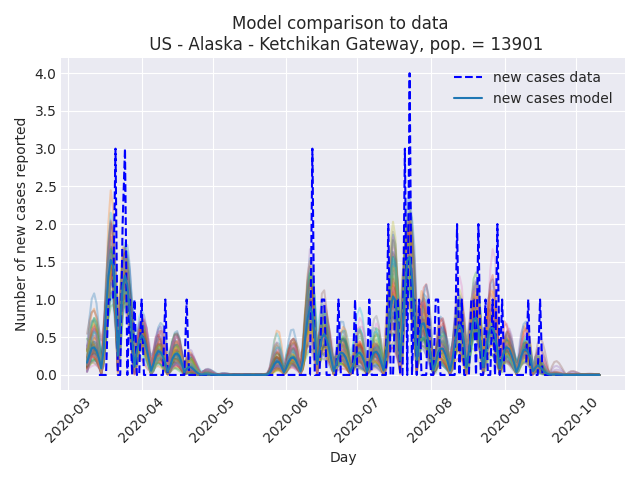 Model comparison to data
US - Alaska - Ketchikan Gateway, pop. = 13901
new cases data
new cases model
Number of new cases reported
4.0
3.5
3.0
2.5
2.0
1.5
1.0
0.5
0.0
2020-03
2020-04
2020-05
2020-06
2020-07
2020-08
2020-09
2020-10
Day